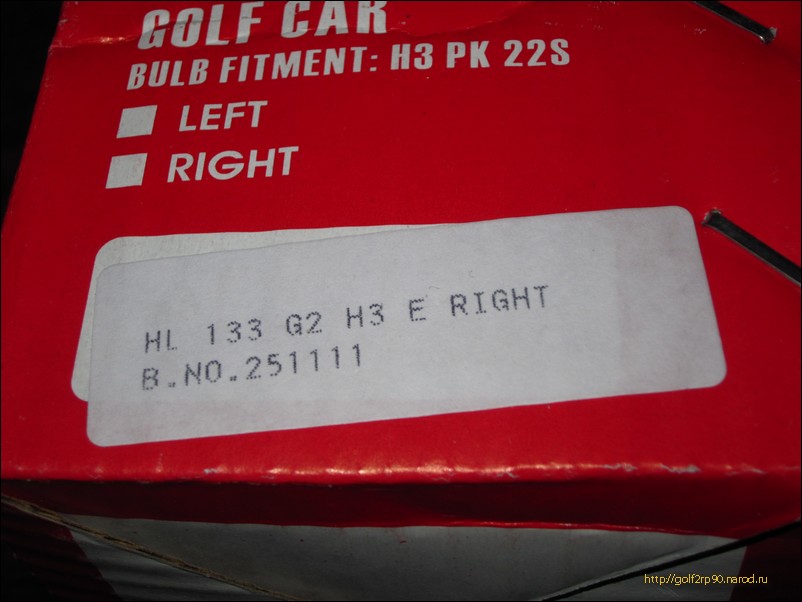 GOLF CAR
BULB FITMENT: H3 PK 22S
LEFT
RIGHT
HL 133 G2 H3 E RIGHT
B.NO.251111
http://golf2rp90.narod.ru